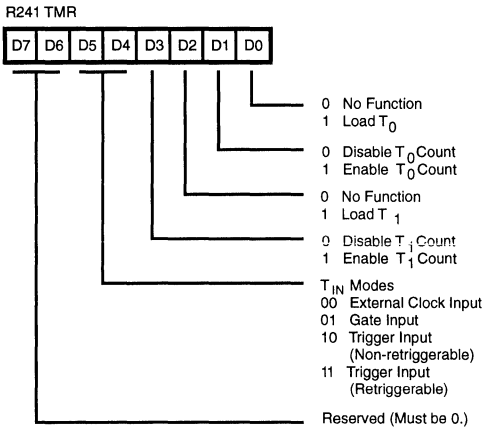 R241 TMR
D7 D6 D5 D4 D3 D2 D1 D0
0 No Function
1 Load T0
0 Disable T0 Count
1 Enable T0 Count
0 No Function
1 Load T1
0 Disable T1 Count
1 Enable T1 Count
TIN Modes
00 External Clock Input
01 Gate Input
10 Trigger Input
(Non-retriggerable)
11 Trigger Input
(Retriggerable)
Reserved (Must be 0.)